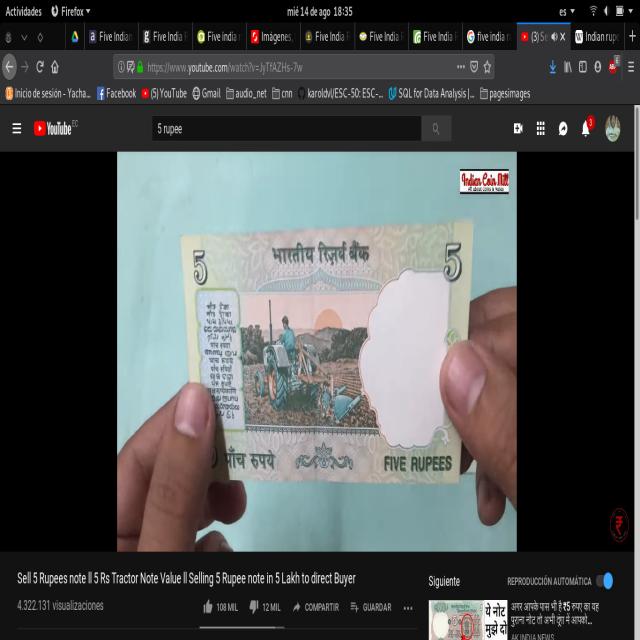 Actividades Firefox ▾ mié 14 de ago 18:35 es ▾
Five Indian Five India F Five india n Imágenes, Five India F Five India Five India F five india n (3) Se Indian rupe
https://www.youtube.com/watch?v=JyTfAZHs-7w
Inicio de sesión - Yacha... Facebook (5) YouTube Gmail audio_net cnn karoldvl/ESC-50: ESC-... SQL for Data Analysis |... pagesimages
YouTube EC 5 rupee 3
Indian Coin Mill
5 भारतीय रिज़र्व बैंक 5
पाँच रुपये FIVE RUPEES
Sell 5 Rupees note ll 5 Rs Tractor Note Value ll Selling 5 Rupee note in 5 Lakh to direct Buyer
4.322.131 visualizaciones 108 MIL 12 MIL COMPARTIR GUARDAR
Siguiente REPRODUCCIÓN AUTOMÁTICA
ये नोट
मुझे दो
अगर आपके पास भी है ₹5 रुपए का यह
पुराना नोट तो अभी तूंग में आपको...
AK INDIA NEWS